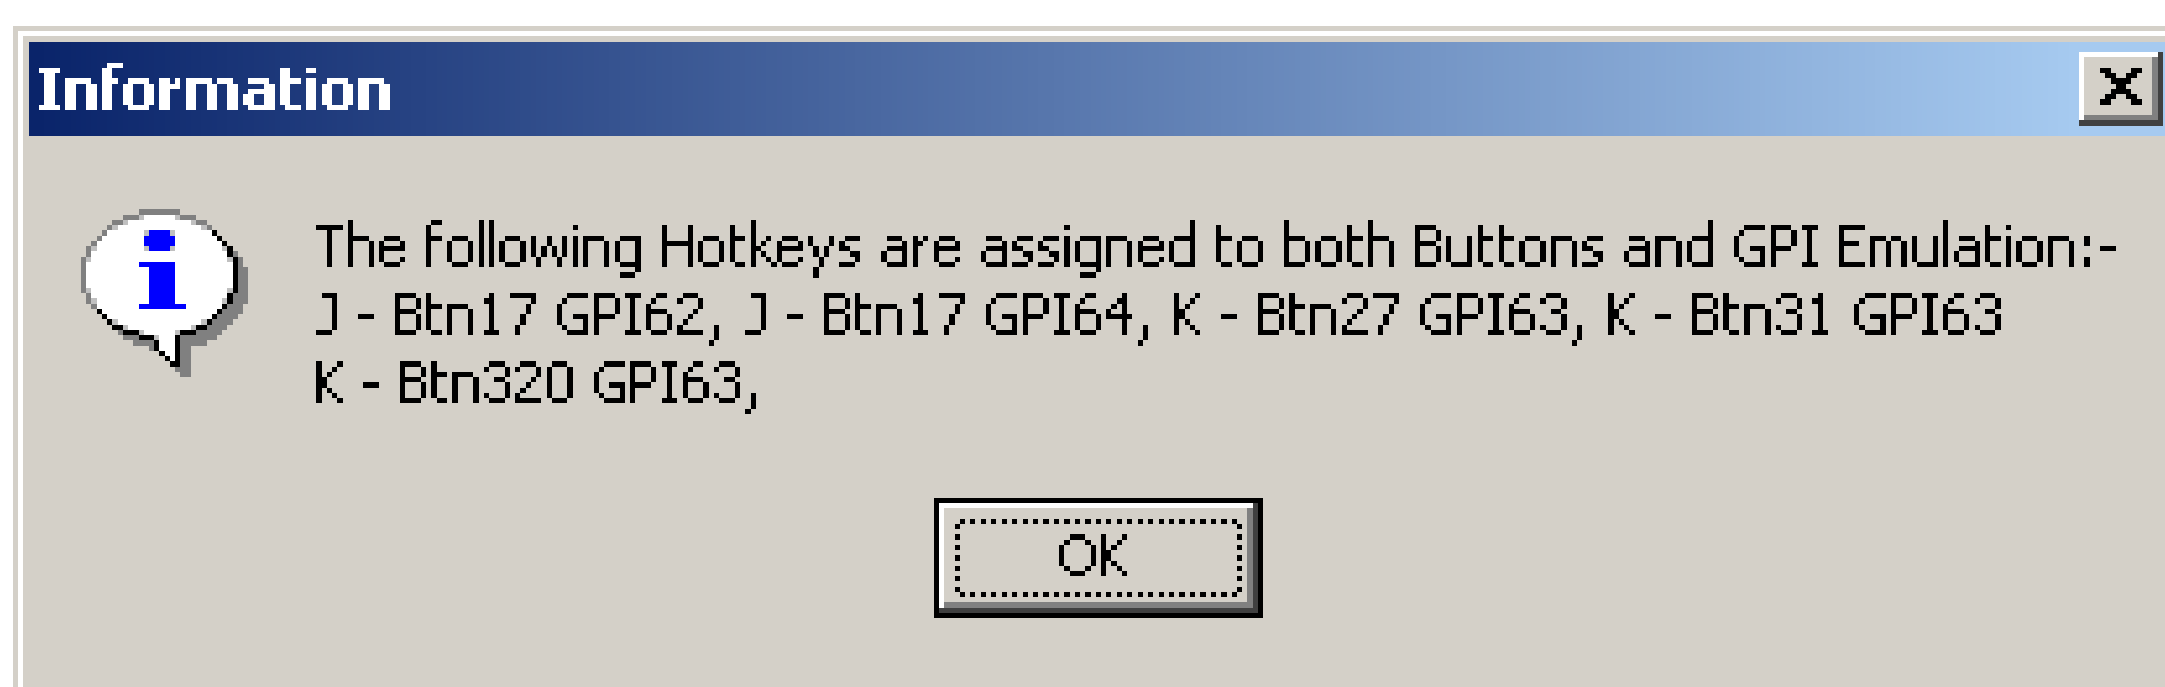 Information
The following Hotkeys are assigned to both Buttons and GPI Emulation:-
J - Btn17 GPI62, J - Btn17 GPI64, K - Btn27 GPI63, K - Btn31 GPI63
K - Btn320 GPI63,
OK